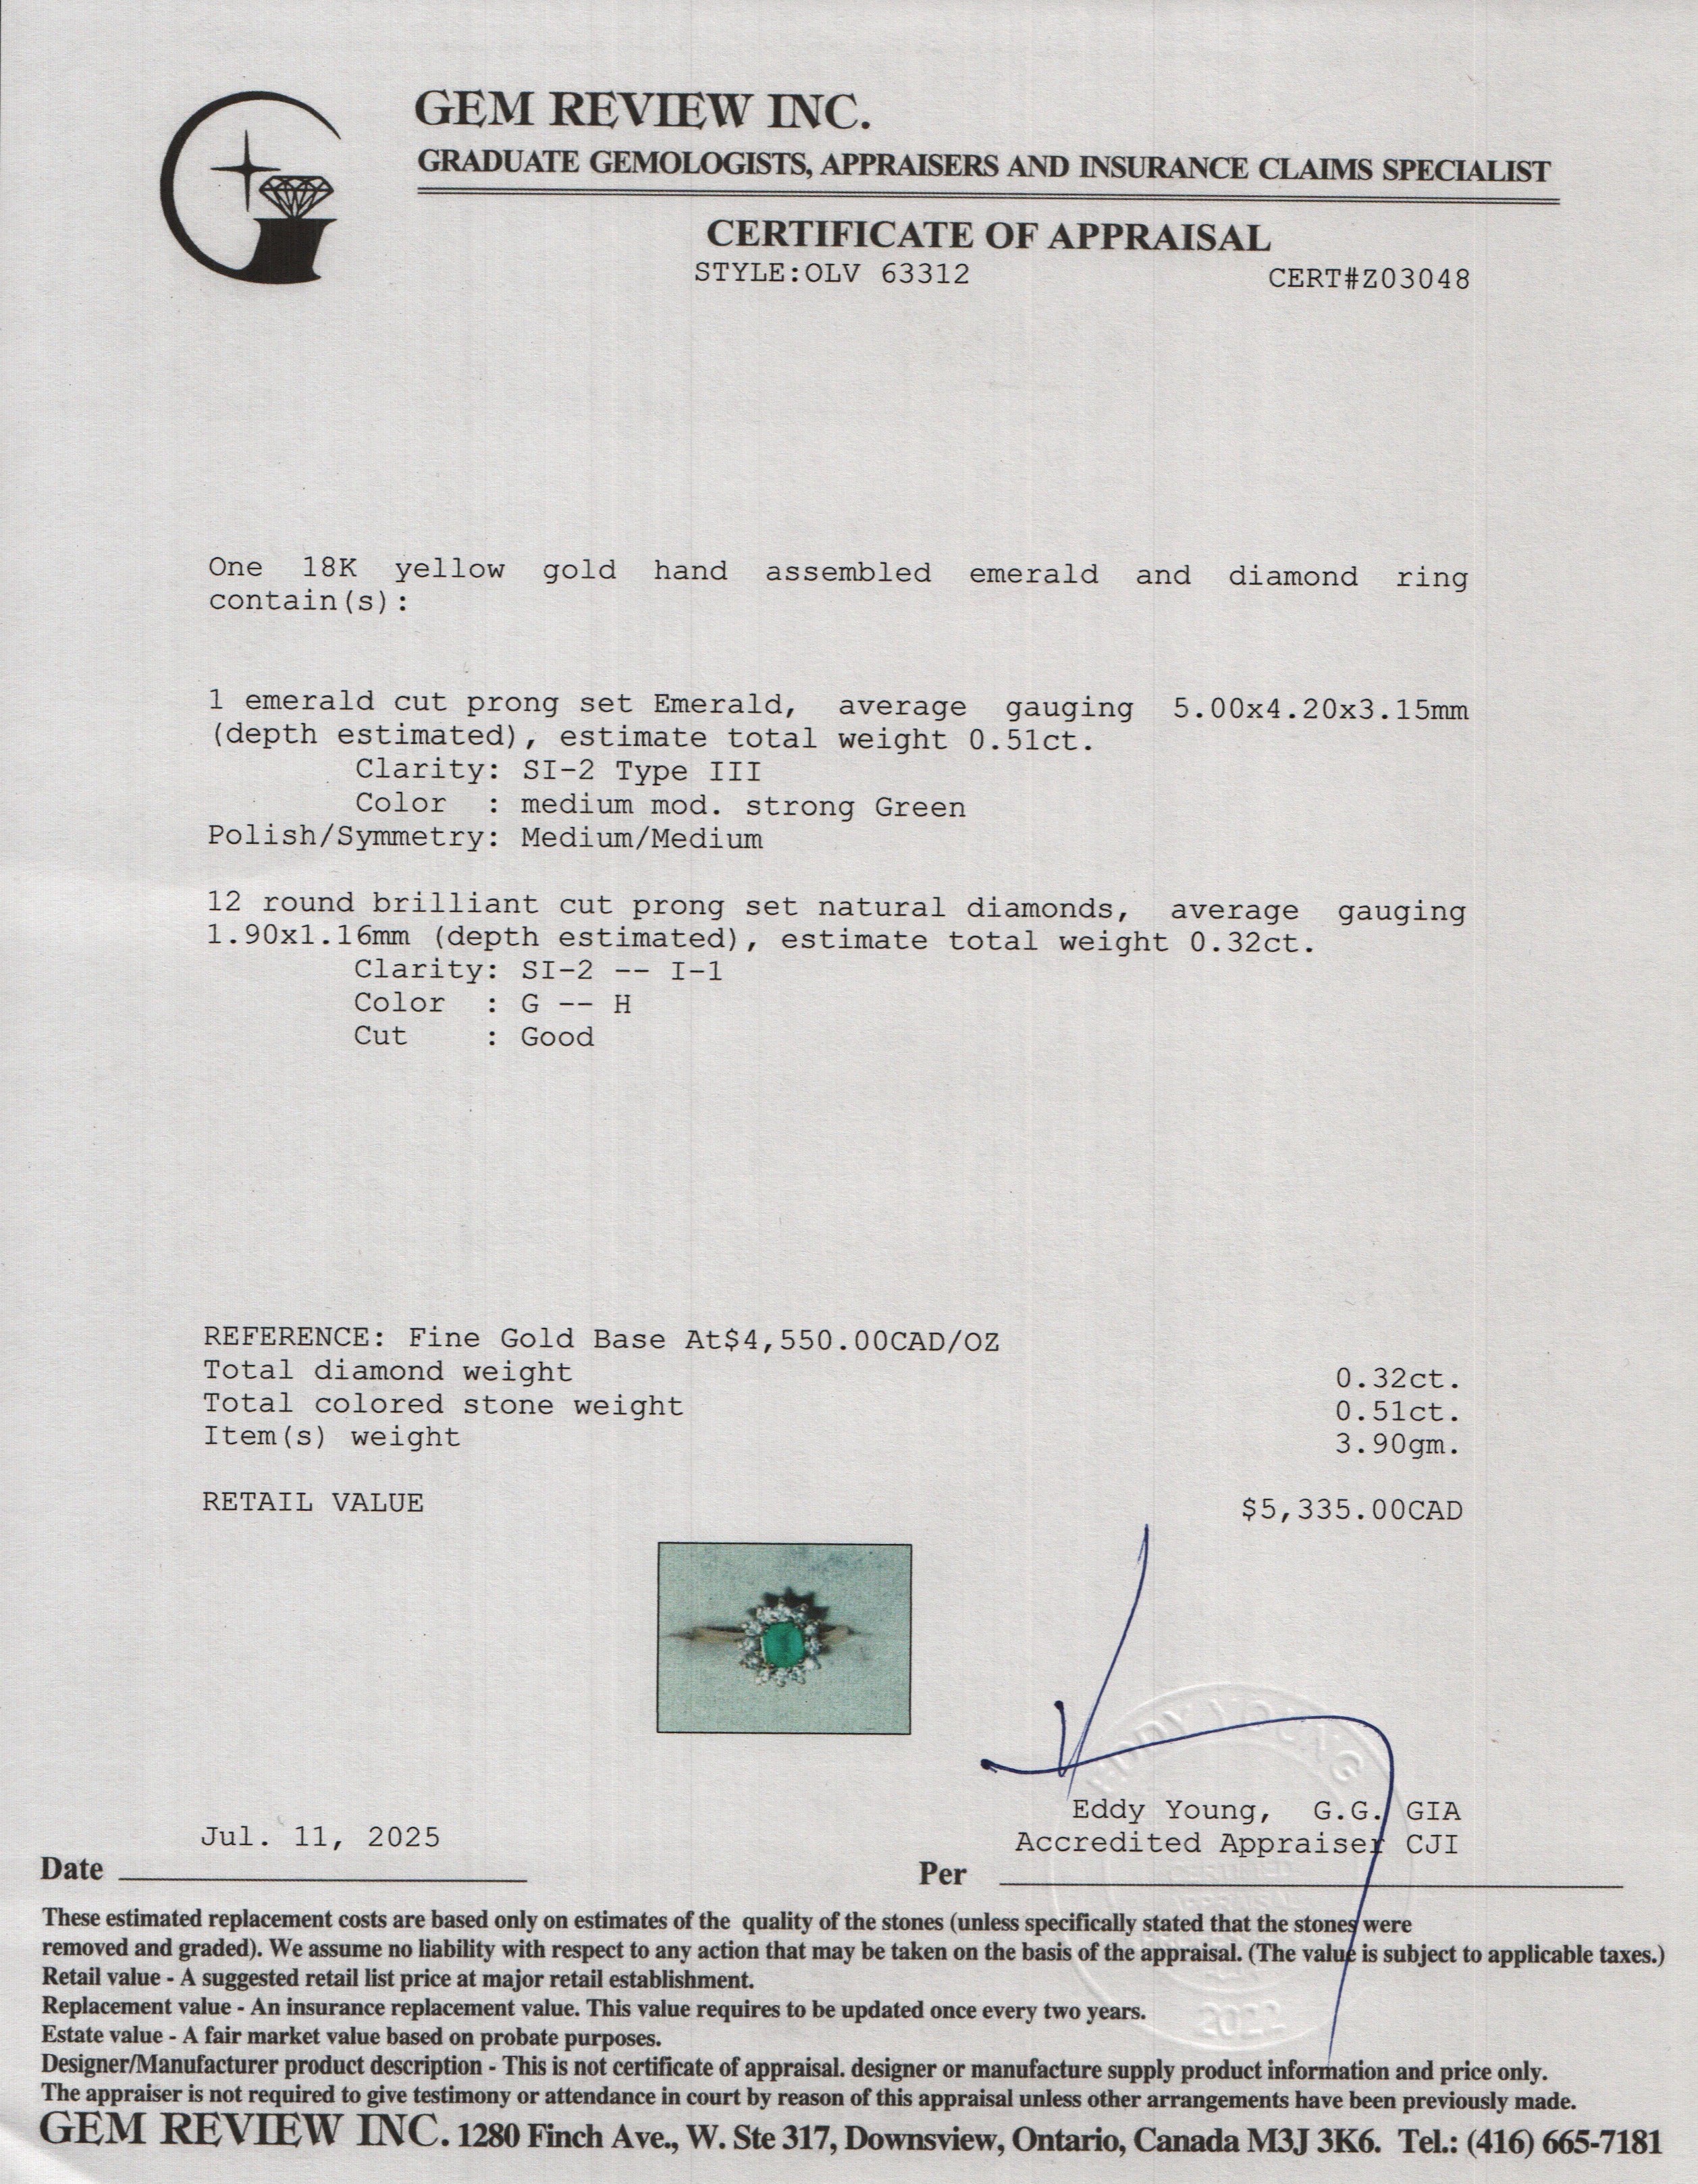 GEM REVIEW INC.
GRADUATE GEMOLOGISTS, APPRAISERS AND INSURANCE CLAIMS SPECIALIST
CERTIFICATE OF APPRAISAL
STYLE:OLV 63312 CERT#Z03048
One 18K yellow gold hand assembled emerald and diamond ring
contain(s):
1 emerald cut prong set Emerald, average gauging 5.00x4.20x3.15mm
(depth estimated), estimate total weight 0.51ct.
Clarity: SI-2 Type III
Color : medium mod. strong Green
Polish/Symmetry: Medium/Medium
12 round brilliant cut prong set natural diamonds, average gauging
1.90x1.16mm (depth estimated), estimate total weight 0.32ct.
Clarity: SI-2 -- I-1
Color : G -- H
Cut : Good
REFERENCE: Fine Gold Base At$4,550.00CAD/OZ
Total diamond weight 0.32ct.
Total colored stone weight 0.51ct.
Item(s) weight 3.90gm.
RETAIL VALUE $5,335.00CAD
EDDY YOUNG
Eddy Young, G.G. GIA
Jul. 11, 2025 Accredited Appraiser CJI
Date Per
2022
These estimated replacement costs are based only on estimates of the quality of the stones (unless specifically stated that the stones were
removed and graded). We assume no liability with respect to any action that may be taken on the basis of the appraisal. (The value is subject to applicable taxes.)
Retail value - A suggested retail list price at major retail establishment.
Replacement value - An insurance replacement value. This value requires to be updated once every two years.
Estate value - A fair market value based on probate purposes.
Designer/Manufacturer product description - This is not certificate of appraisal. designer or manufacture supply product information and price only.
The appraiser is not required to give testimony or attendance in court by reason of this appraisal unless other arrangements have been previously made.
GEM REVIEW INC. 1280 Finch Ave., W. Ste 317, Downsview, Ontario, Canada M3J 3K6. Tel.: (416) 665-7181